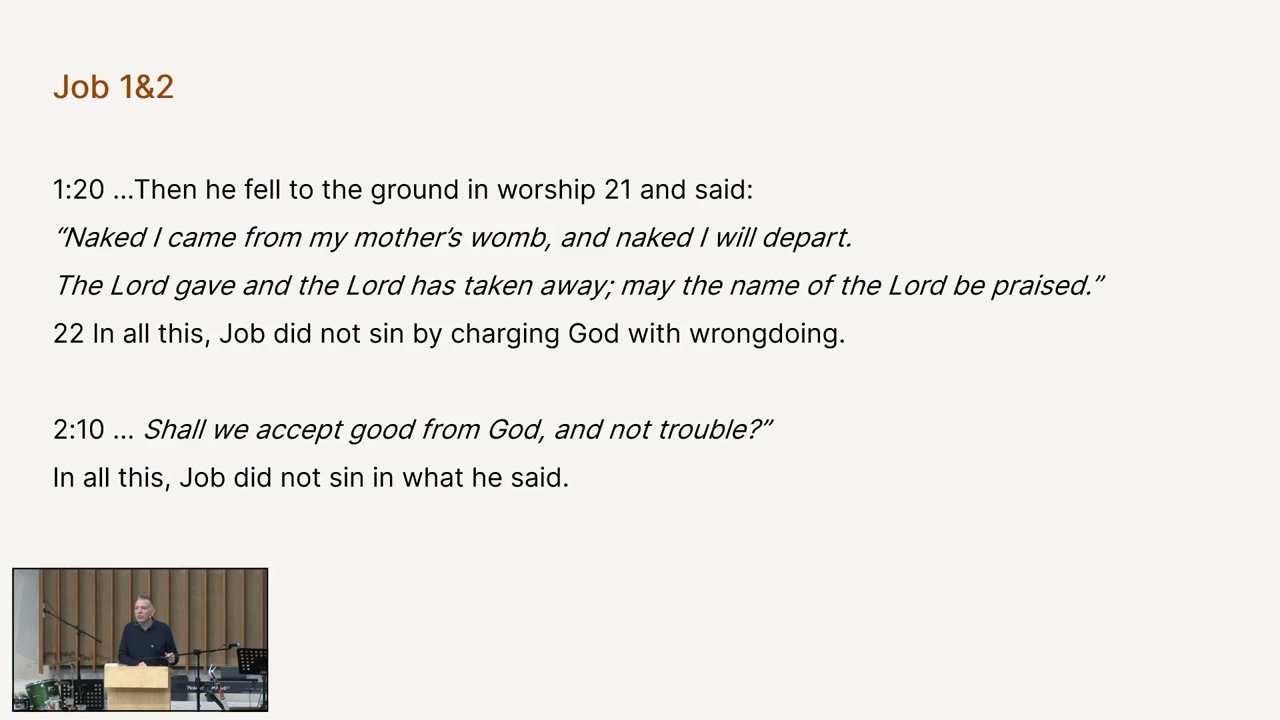 Job 1&2
1:20 …Then he fell to the ground in worship 21 and said:
“Naked I came from my mother’s womb, and naked I will depart.
The Lord gave and the Lord has taken away; may the name of the Lord be praised.”
22 In all this, Job did not sin by charging God with wrongdoing.
2:10 … Shall we accept good from God, and not trouble?”
In all this, Job did not sin in what he said.
Roland